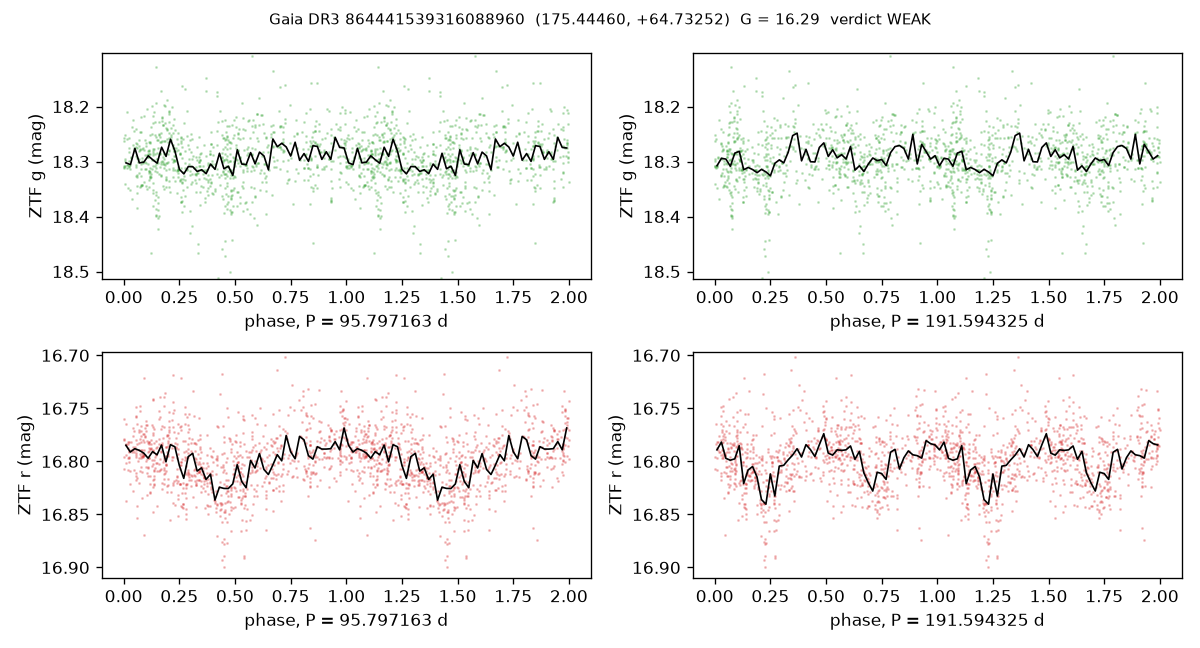 Gaia DR3 864441539316088960  (175.44460, +64.73252)  G = 16.29  verdict WEAK
ZTF g (mag)
18.2
18.3
18.4
18.5
0.00 0.25 0.50 0.75 1.00 1.25 1.50 1.75 2.00
phase, P = 95.797163 d
ZTF g (mag)
18.2
18.3
18.4
18.5
0.00 0.25 0.50 0.75 1.00 1.25 1.50 1.75 2.00
phase, P = 191.594325 d
ZTF r (mag)
16.70
16.75
16.80
16.85
16.90
0.00 0.25 0.50 0.75 1.00 1.25 1.50 1.75 2.00
phase, P = 95.797163 d
ZTF r (mag)
16.70
16.75
16.80
16.85
16.90
0.00 0.25 0.50 0.75 1.00 1.25 1.50 1.75 2.00
phase, P = 191.594325 d